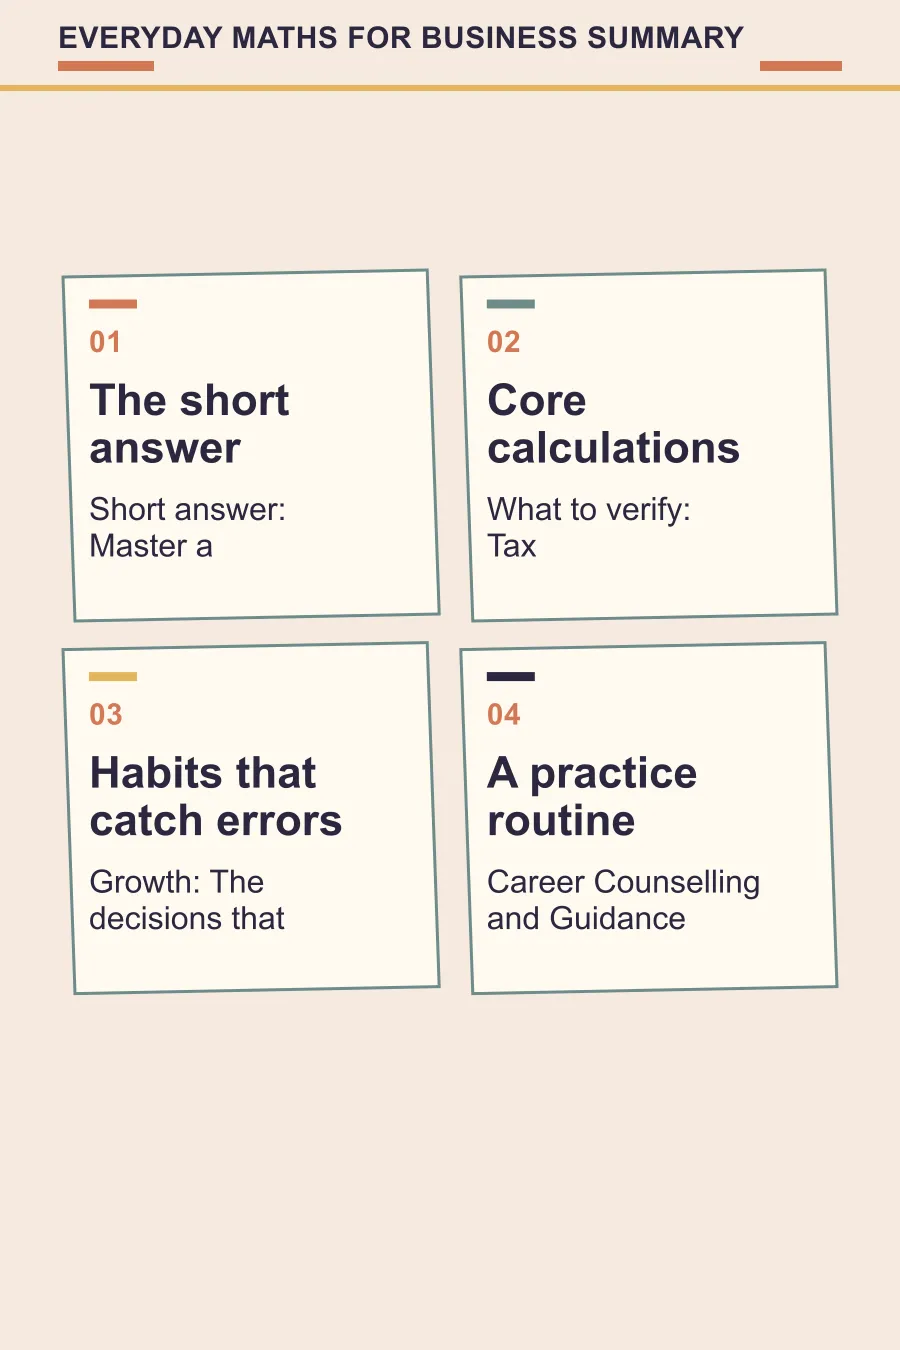 EVERYDAY MATHS FOR BUSINESS SUMMARY
01
The short
answer
Short answer:
Master a
02
Core
calculations
What to verify:
Tax
03
Habits that
catch errors
Growth: The
decisions that
04
A practice
routine
Career Counselling
and Guidance